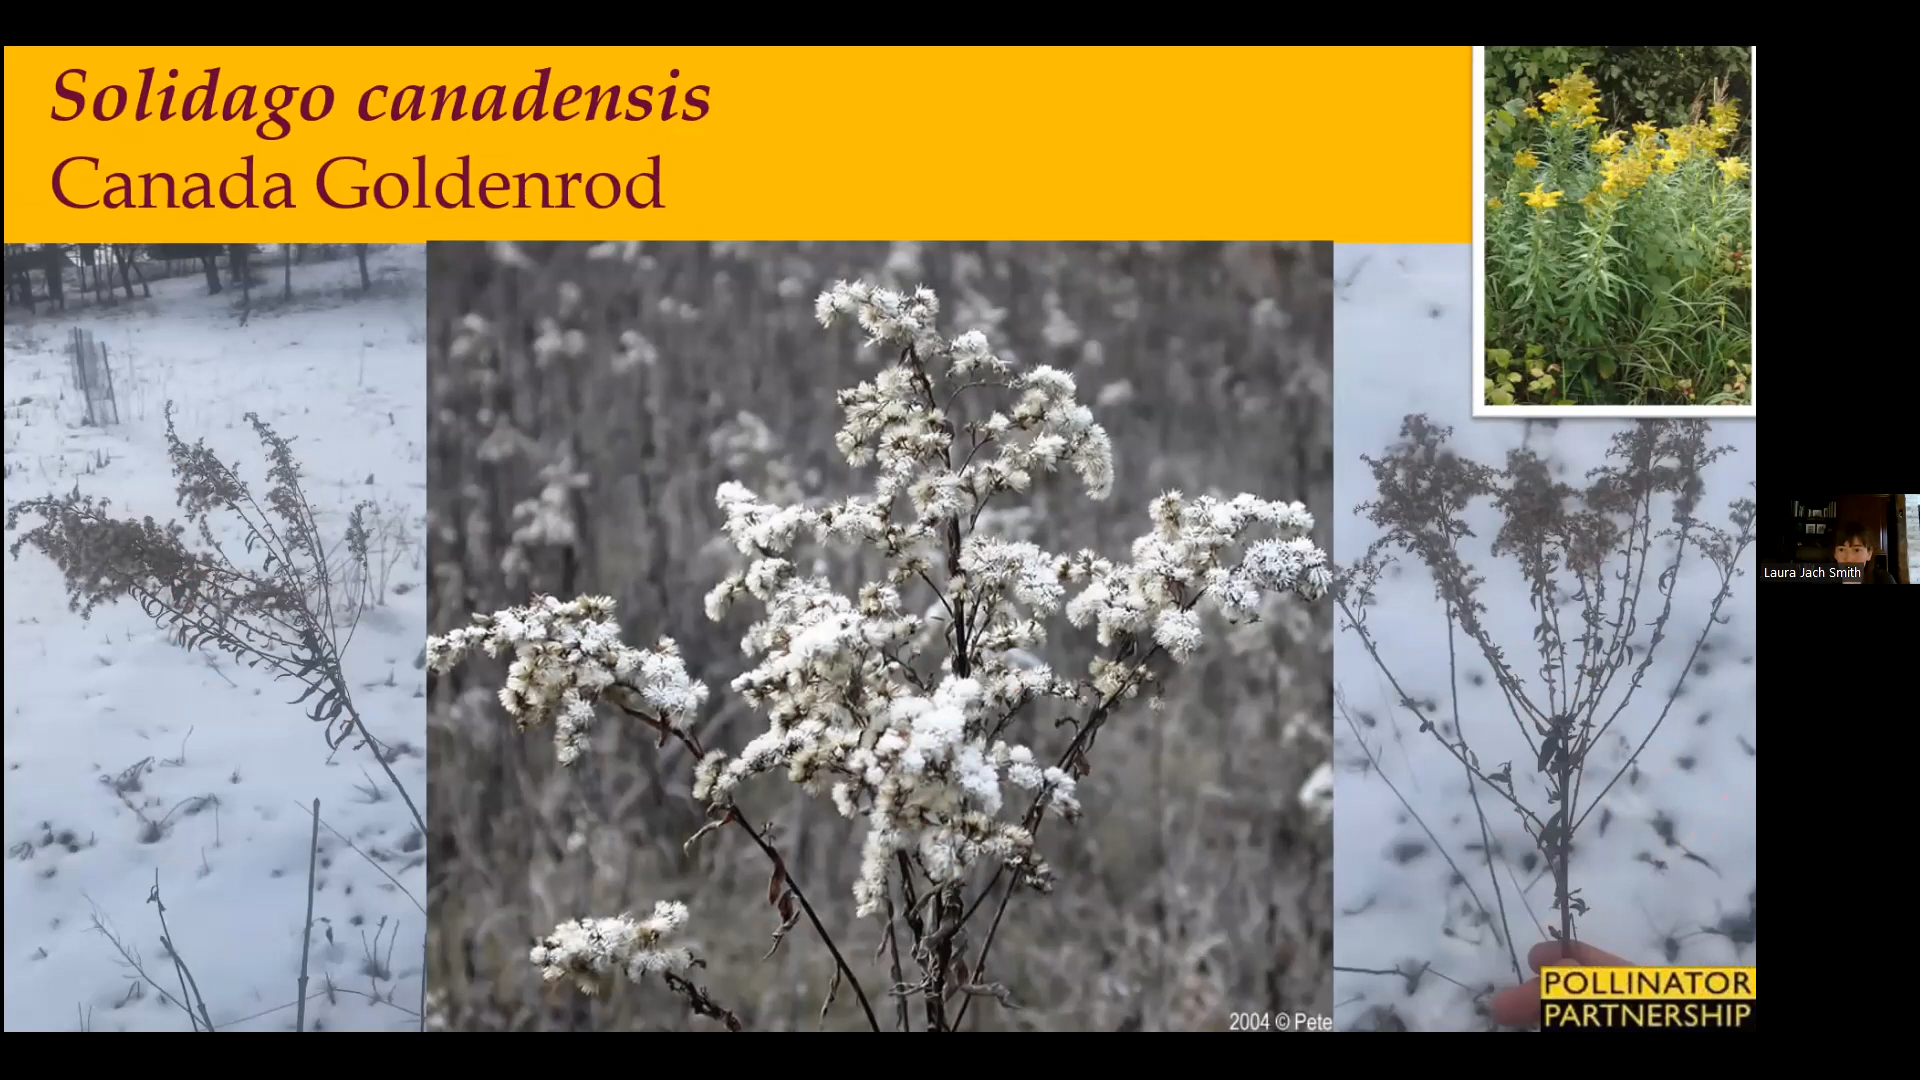 Solidago canadensis
Canada Goldenrod
Laura Jach Smith
POLLINATOR
PARTNERSHIP
2004 © Pete